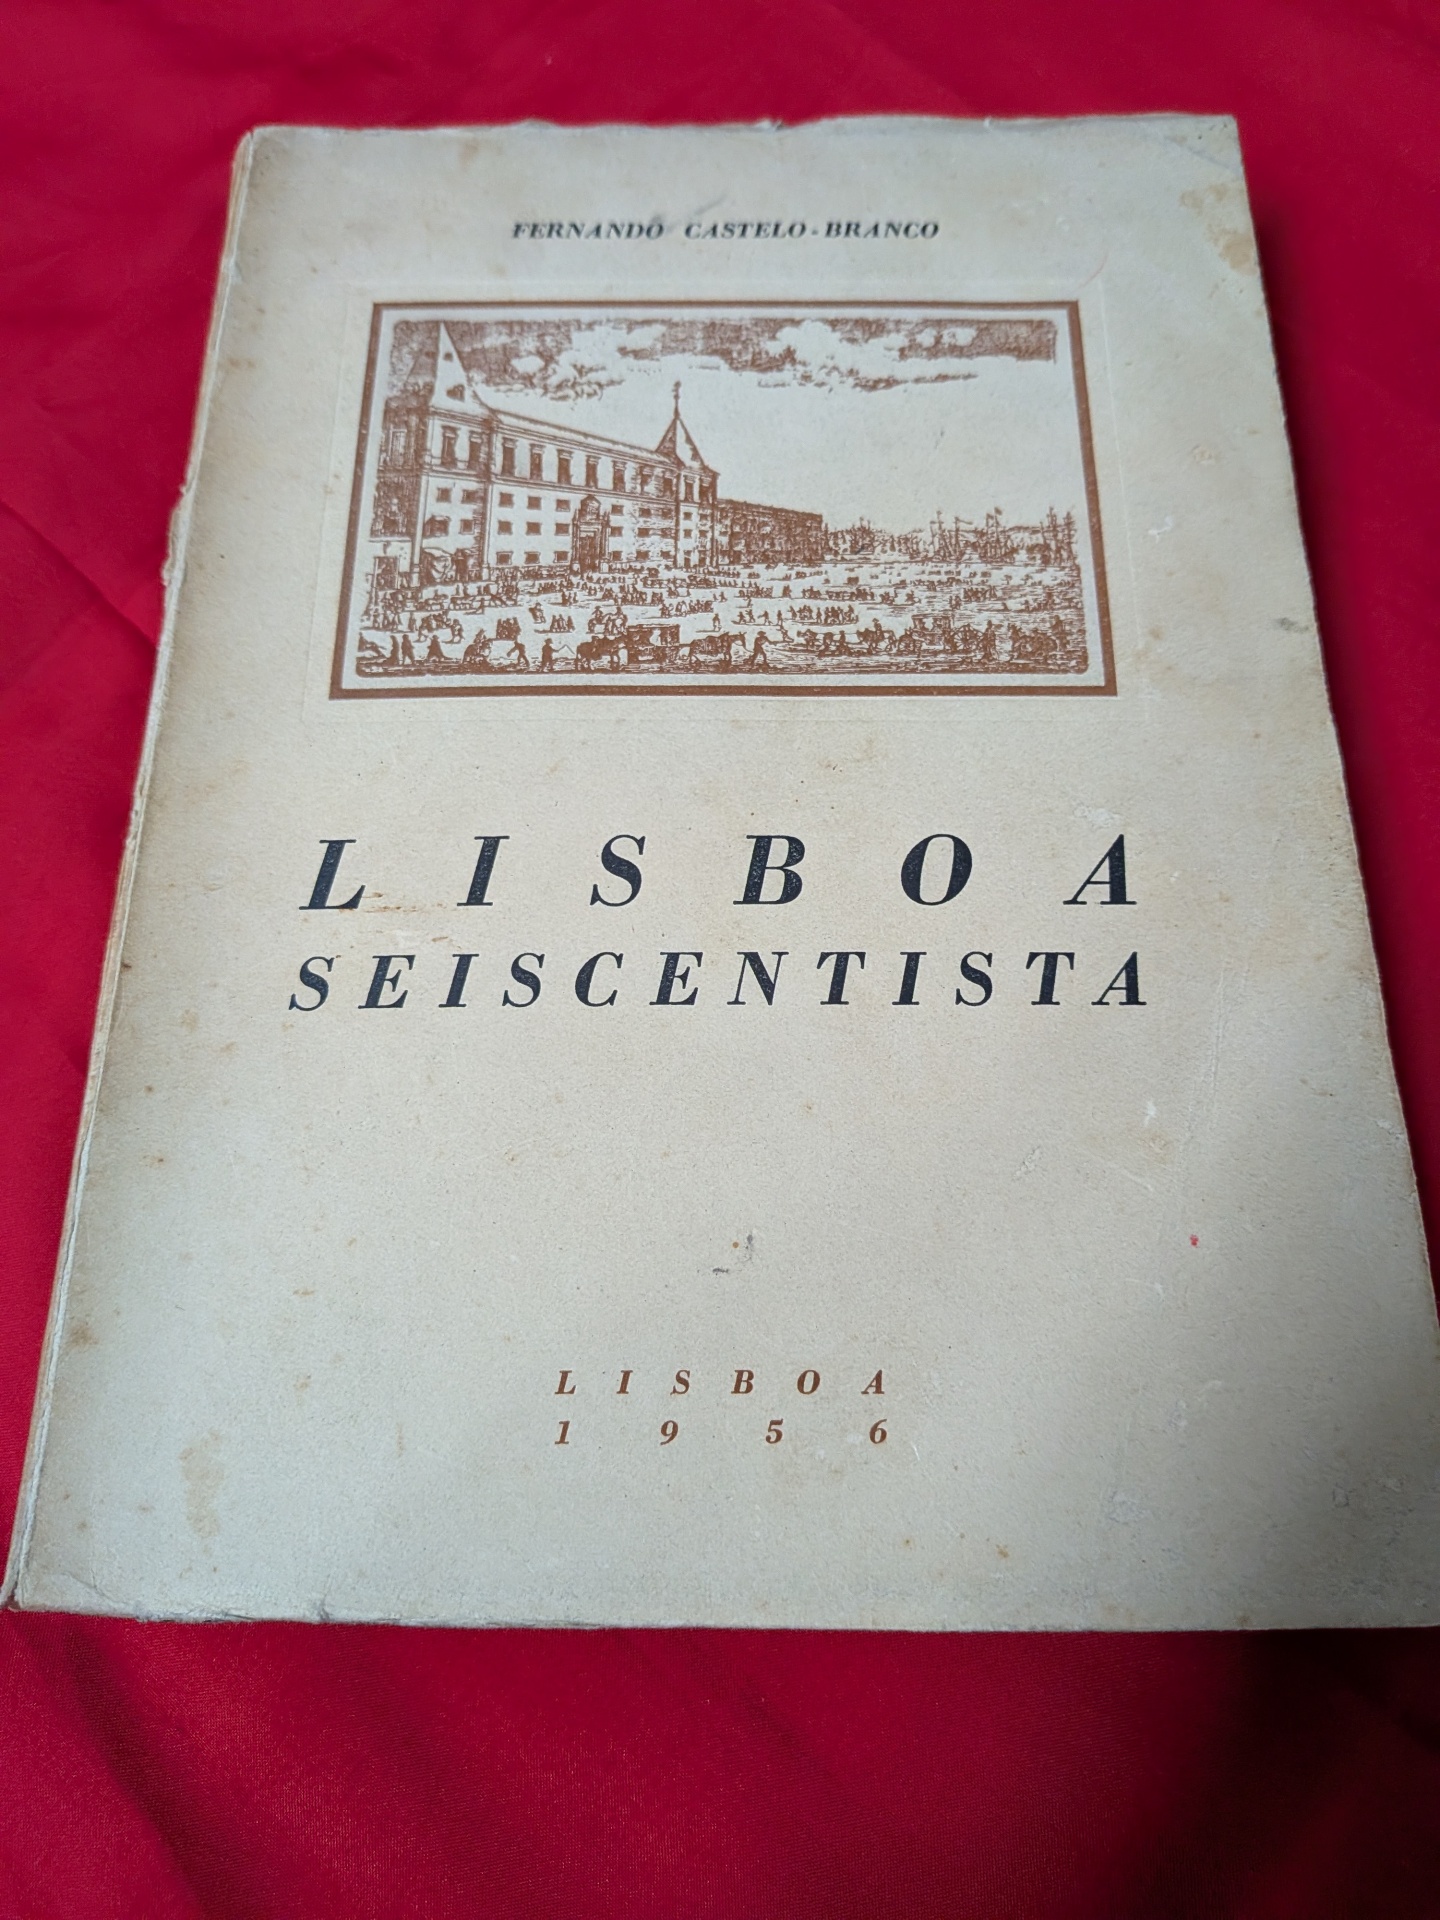 FERNANDO CASTELO-BRANCO
LISBOA
SEISCENTISTA
LISBOA
1956